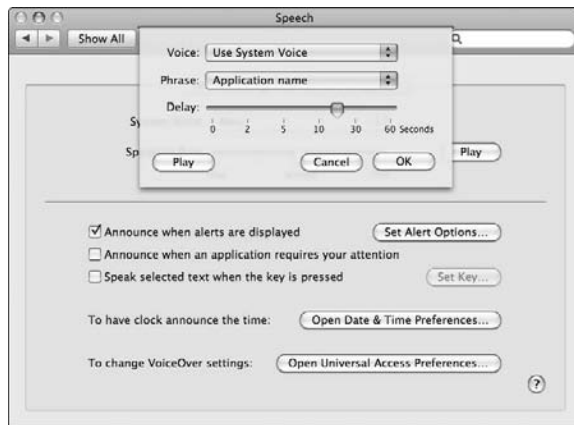 Speech
Show All
Voice: Use System Voice
Phrase: Application name
Delay:
0 2 5 10 30 60 Seconds
Play Cancel OK
Play
Announce when alerts are displayed Set Alert Options...
Announce when an application requires your attention
Speak selected text when the key is pressed Set Key...
To have clock announce the time: Open Date & Time Preferences...
To change VoiceOver settings: Open Universal Access Preferences...
?